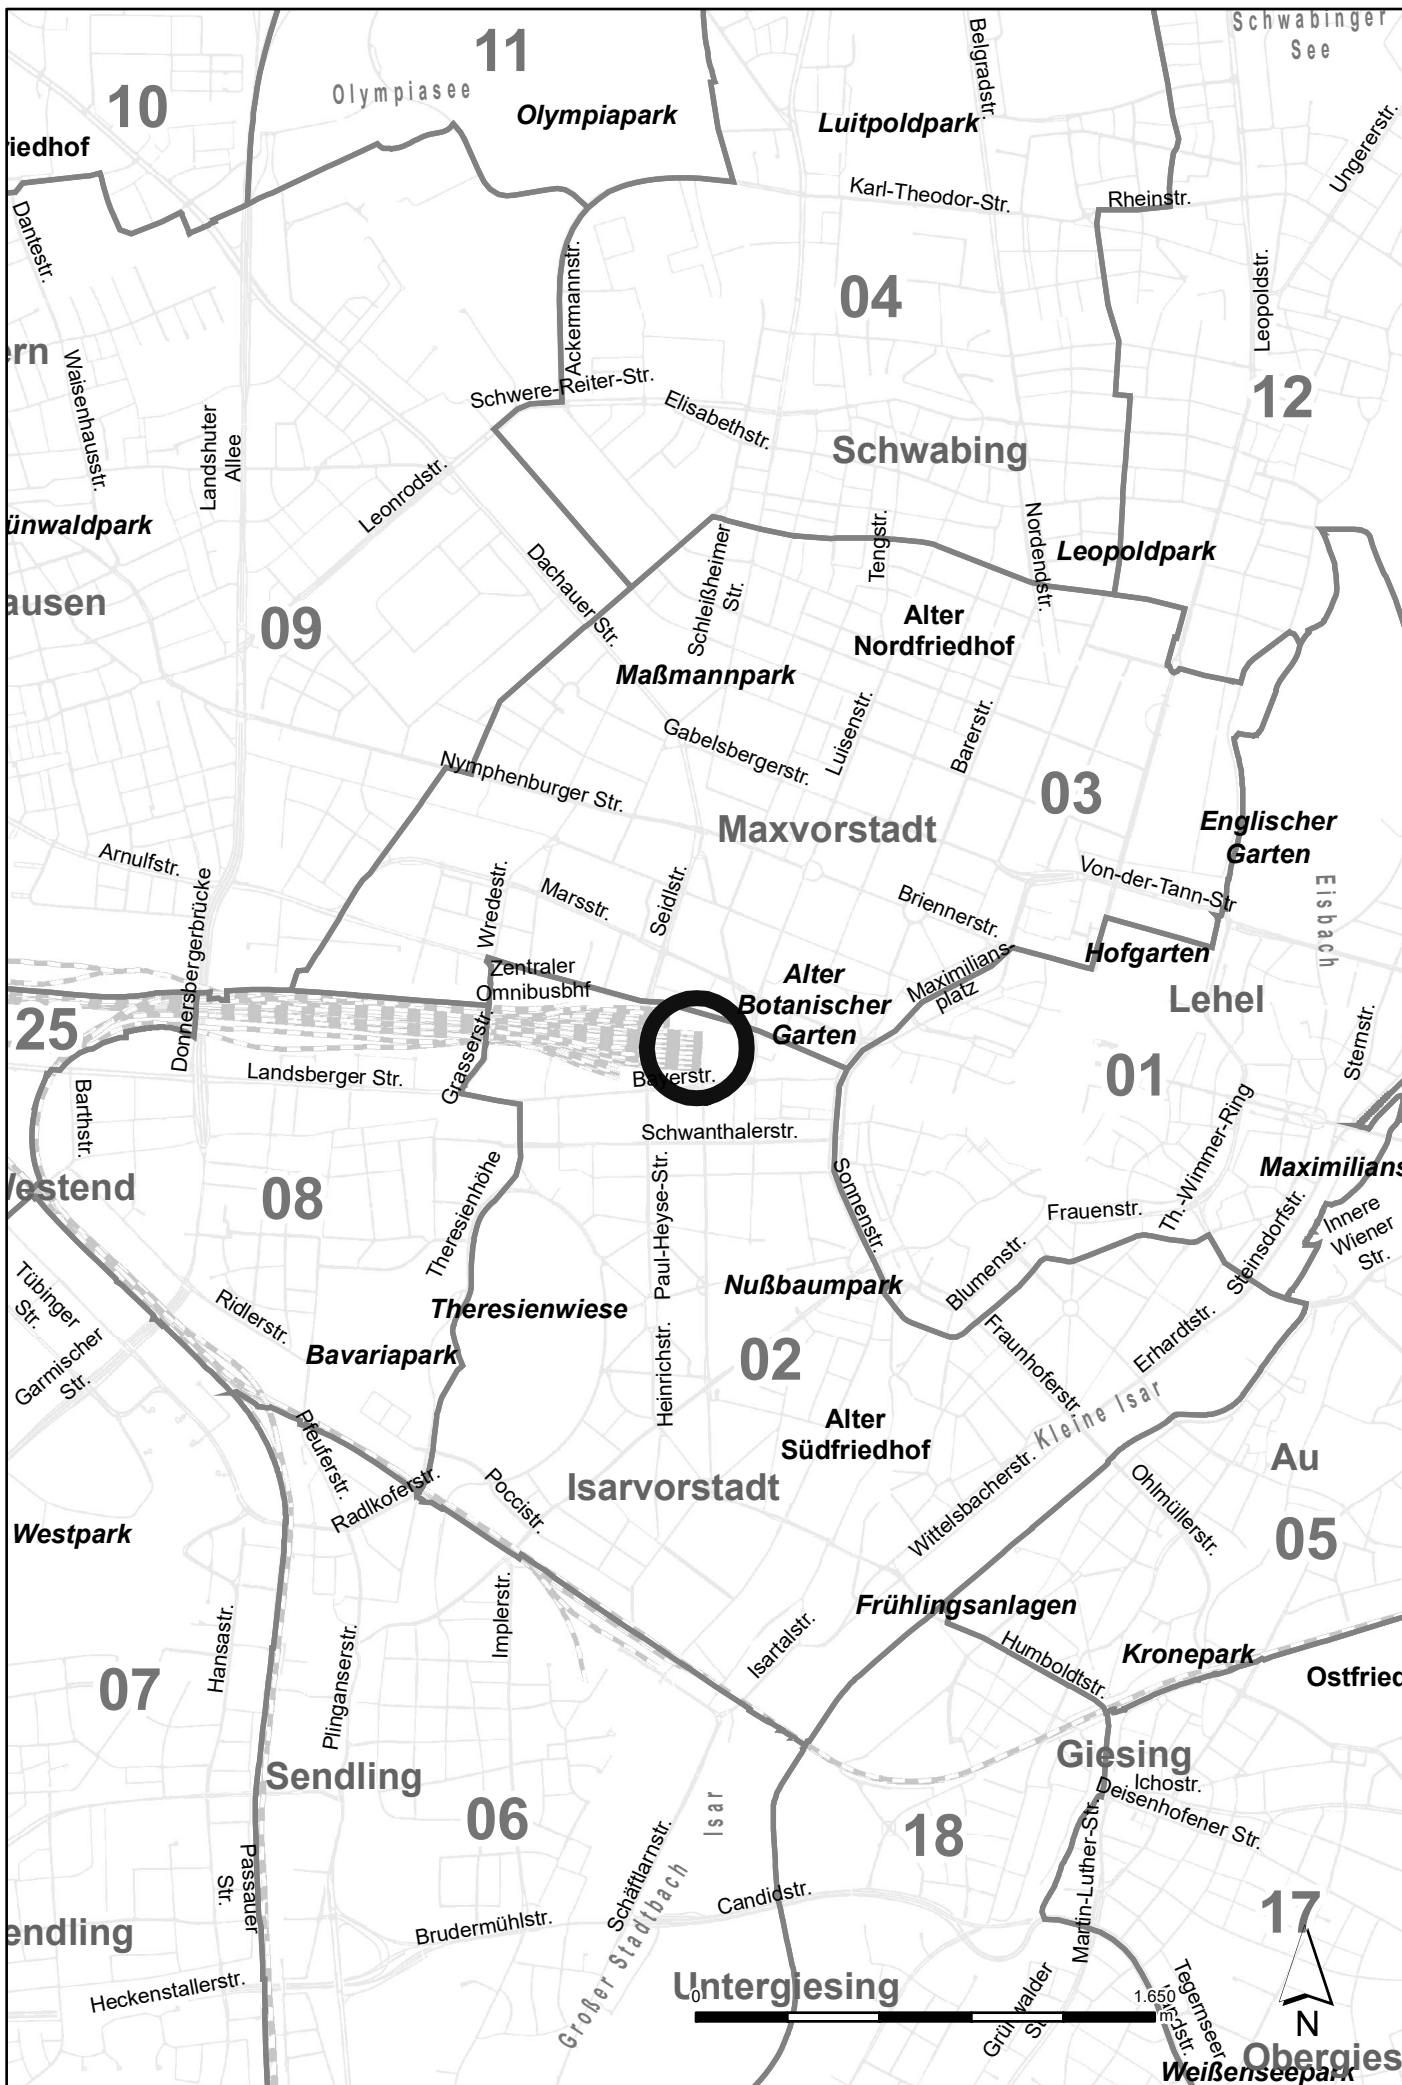 Schwabinger
See
11
Belgradstr.
10
Olympiasee
Olympiapark
Luitpoldpark
Ungererstr.
iedhof
Karl-Theodor-Str.
Rheinstr.
Dantestr.
Ackermannstr.
04
Leopoldstr.
ern
Waisenhausstr.
Schwere-Reiter-Str.
12
Landshuter
Allee
Elisabethstr.
Schwabing
Leonrodstr.
ünwaldpark
Tengstr.
Nordendstr.
Leopoldpark
Dachauer Str.
Schleißheimer
Str.
ausen
09
Alter
Nordfriedhof
Maßmannpark
Luisenstr.
Barerstr.
Gabelsbergerstr.
Nymphenburger Str.
03
Maxvorstadt
Englischer
Garten
Arnulfstr.
Von-der-Tann-Str
Donnersbergerbrücke
Wredestr.
Marsstr.
Seidlstr.
Briennerstr.
Eisbach
Hofgarten
Zentraler
Omnibusbhf
Alter
Botanischer
Garten
Maximilians-
platz
Lehel
25
Grasserstr.
Sternstr.
Landsberger Str.
Bayerstr.
01
Barthstr.
Schwanthalerstr.
Th.-Wimmer-Ring
Maximilians
Westend
08
Theresienhöhe
Paul-Heyse-Str.
Sonnenstr.
Frauenstr.
Steinsdorfstr.
Innere
Wiener
Str.
Blumenstr.
Tübinger
Str.
Nußbaumpark
Ridlerstr.
Theresienwiese
Garmischer
Str.
Bavariapark
Heinrichstr.
02
Fraunhoferstr.
Erhardtstr.
Kleine Isar
Pfeuferstr.
Alter
Südfriedhof
Au
Radlkoferstr.
Poccistr.
Isarvorstadt
Wittelsbacherstr.
Ohlmüllerstr.
Westpark
05
Implerstr.
Frühlingsanlagen
Hansastr.
Plinganserstr.
Isartalstr.
Humboldtstr.
Kronepark
Ostfried
07
Giesing
Sendling
Ichostr.
Deisenhofener Str.
06
Isar
18
Martin-Luther-Str.
Passauer
Str.
Schäftlarnstr.
Candidstr.
17
endling
Brudermühlstr.
Großer Stadtbach
Heckenstallerstr.
Untergiesing
Grünwalder
Tegernseer
0
1.650
m
N
Obergies
Weißenseepark